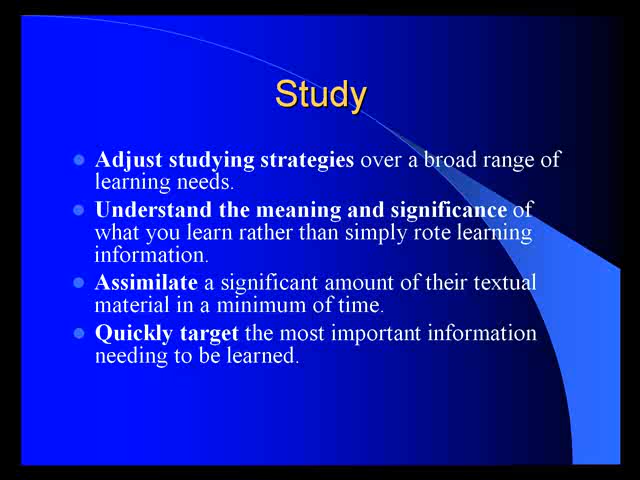 Study
Adjust studying strategies over a broad range of
learning needs.
Understand the meaning and significance of
what you learn rather than simply rote learning
information.
Assimilate a significant amount of their textual
material in a minimum of time.
Quickly target the most important information
needing to be learned.